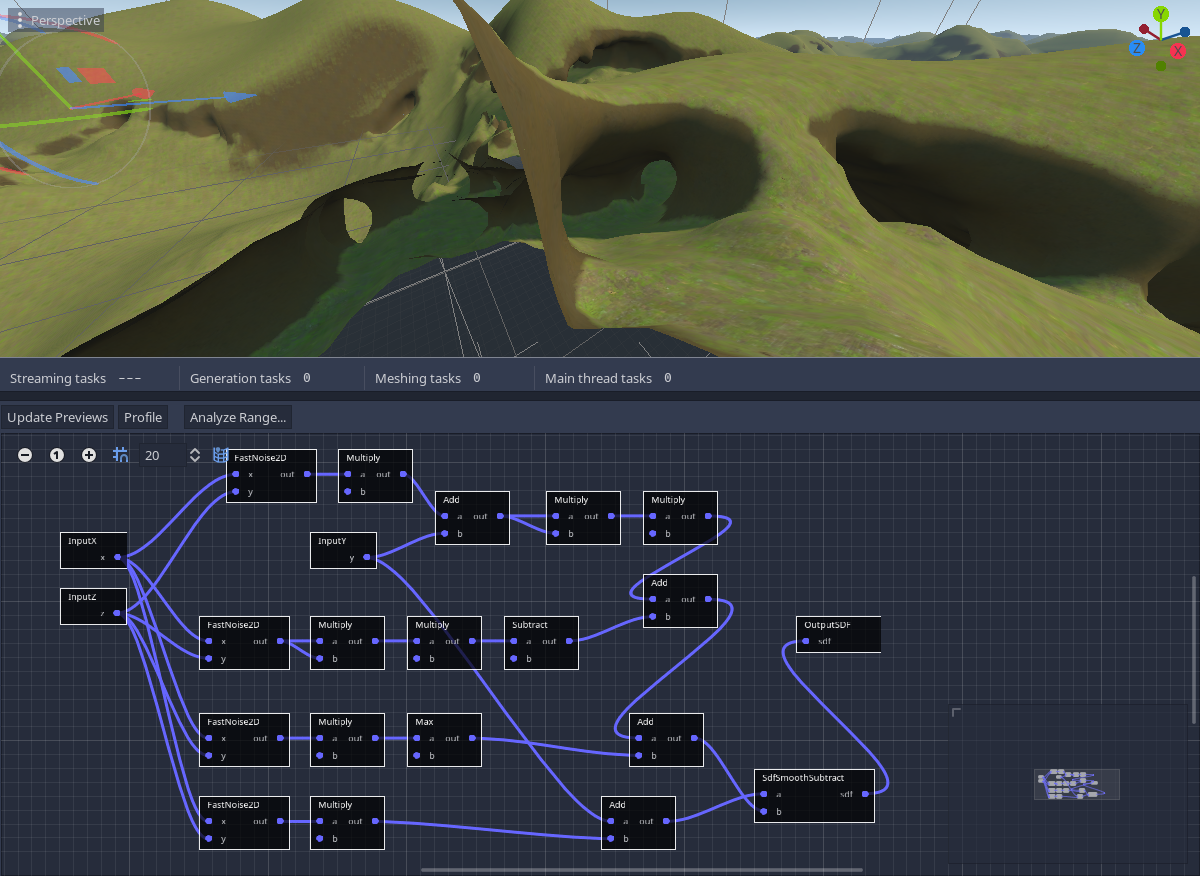 Perspective
Y
Z
X
Streaming tasks ---
Generation tasks 0
Meshing tasks 0
Main thread tasks 0
Update Previews
Profile
Analyze Range...
1
20
FastNoise2D
x out
y
Multiply
a out
b
Add
a out
b
Multiply
a out
b
Multiply
a out
b
InputX
x
InputY
y
InputZ
z
Add
a out
b
FastNoise2D
x out
y
Multiply
a out
b
Multiply
a out
b
Subtract
a out
b
OutputSDF
sdf
FastNoise2D
x out
y
Multiply
a out
b
Max
a out
b
Add
a out
b
SdfSmoothSubtract
a sdf
b
FastNoise2D
x out
y
Multiply
a out
b
Add
a out
b